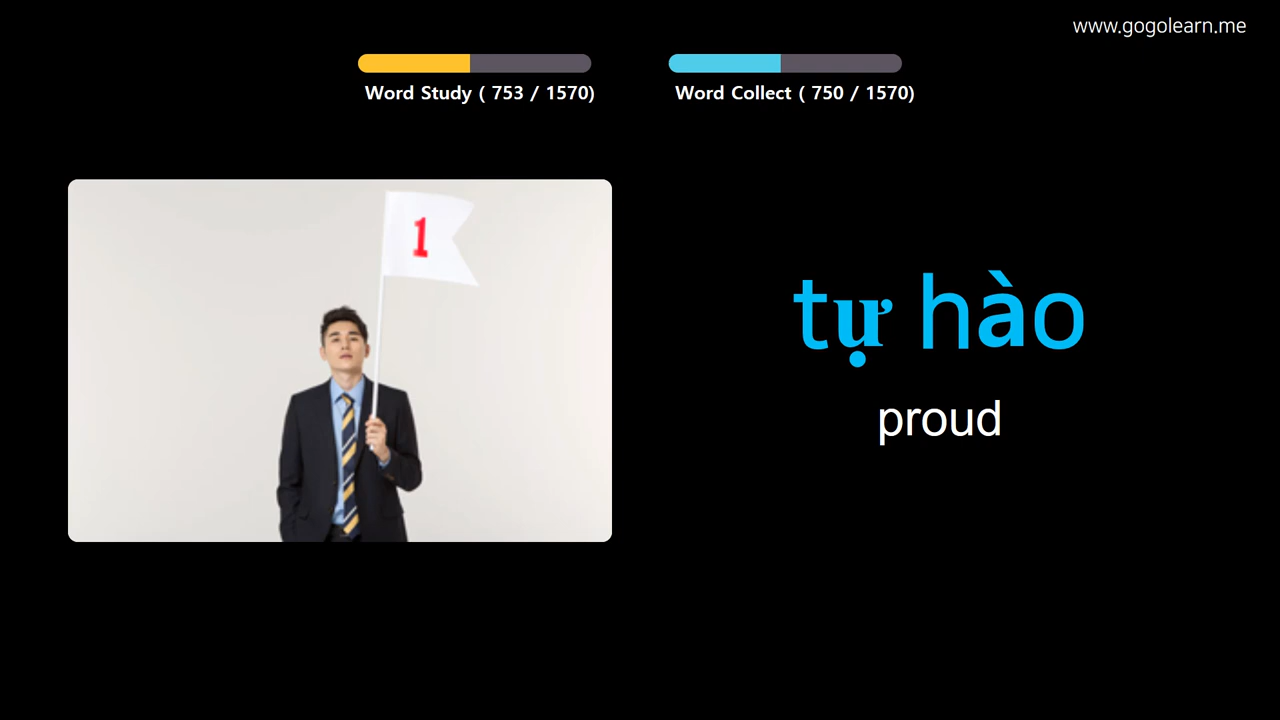 www.gogolearn.me
Word Study ( 753 / 1570)
Word Collect ( 750 / 1570)
1
tự hào
proud